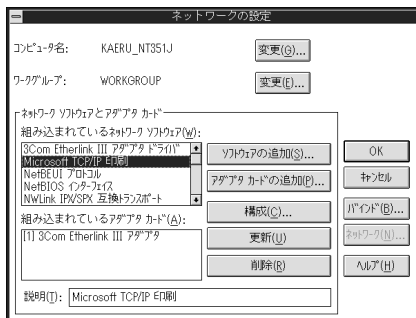 ネットワークの設定
コンピュータ名: KAERU_NT351J
変更(G)...
ワークグループ: WORKGROUP
変更(E)...
ネットワーク ソフトウェアとアダプタ カード
組み込まれているネットワーク ソフトウェア(W):
3Com Etherlink III アダプタ ドライバ
Microsoft TCP/IP 印刷
NetBEUI プロトコル
NetBIOS インターフェイス
NWLink IPX/SPX 互換トランスポート
組み込まれているアダプタ カード(A):
[1] 3Com Etherlink III アダプタ
ソフトウェアの追加(S)...
アダプタ カードの追加(P)...
構成(C)...
更新(U)
削除(R)
OK
キャンセル
バインド(B)...
ネットワーク(N)...
ヘルプ(H)
説明(T): Microsoft TCP/IP 印刷